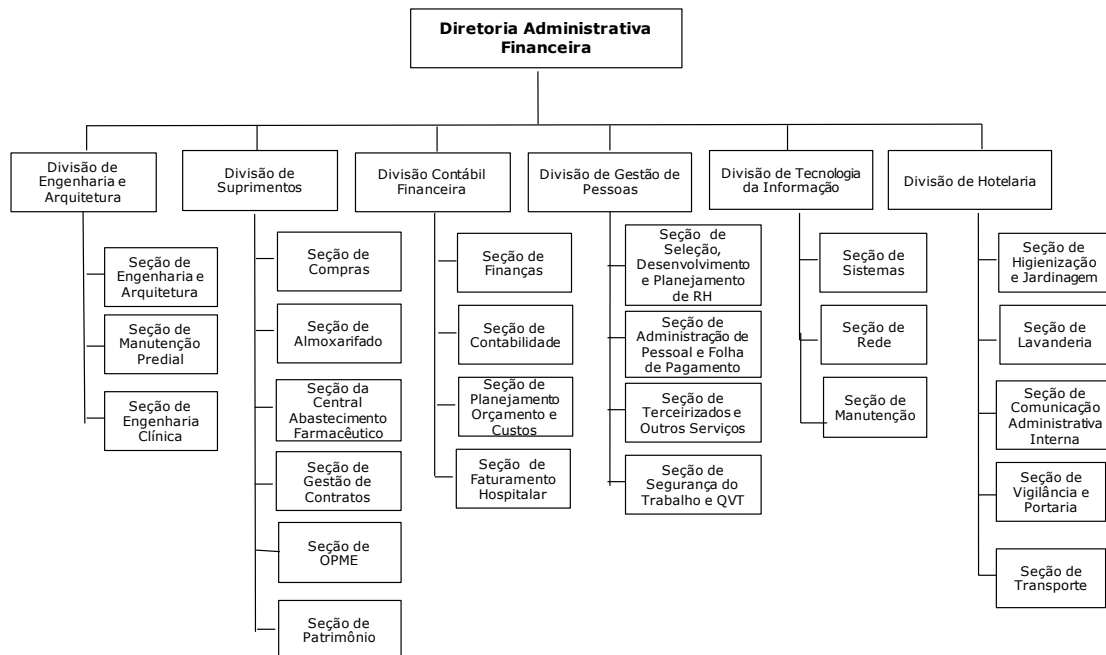 Diretoria Administrativa
Financeira
Divisão de
Engenharia e
Arquitetura
Divisão de
Suprimentos
Divisão Contábil
Financeira
Divisão de Gestão de
Pessoas
Divisão de Tecnologia
da Informação
Divisão de Hotelaria
Seção de
Engenharia e
Arquitetura
Seção de
Manutenção
Predial
Seção de
Engenharia
Clínica
Seção de
Compras
Seção de
Almoxarifado
Seção da
Central
Abastecimento
Farmacêutico
Seção de
Gestão de
Contratos
Seção de
OPME
Seção de
Patrimônio
Seção de
Finanças
Seção de
Contabilidade
Seção de
Planejamento
Orçamento e
Custos
Seção de
Faturamento
Hospitalar
Seção de
Seleção,
Desenvolvimento
e Planejamento
de RH
Seção de
Administração de
Pessoal e Folha
de Pagamento
Seção de
Terceirizados e
Outros Serviços
Seção de
Segurança do
Trabalho e QVT
Seção de
Sistemas
Seção de
Rede
Seção de
Manutenção
Seção de
Higienização
e Jardinagem
Seção de
Lavanderia
Seção de
Comunicação
Administrativa
Interna
Seção de
Vigilância e
Portaria
Seção de
Transporte